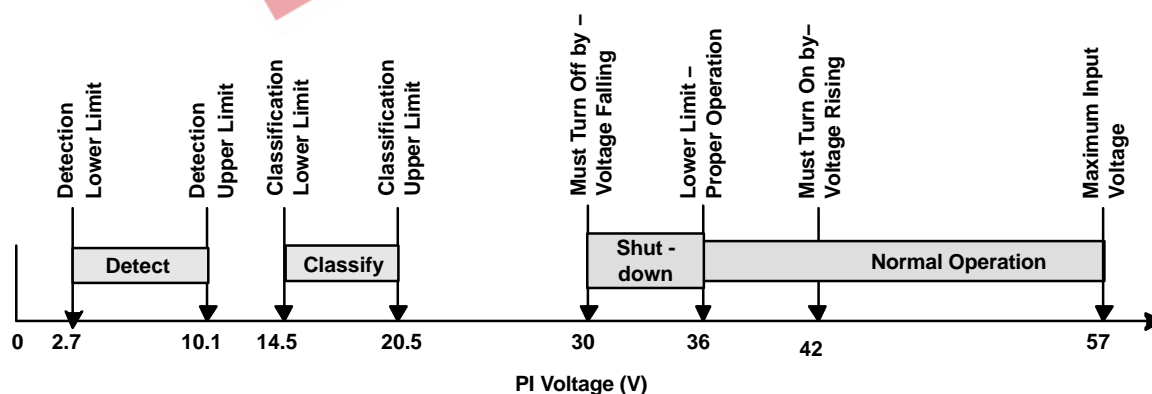 Detection
Lower Limit
Detection
Upper Limit
Classification
Lower Limit
Classification
Upper Limit
Must Turn Off by –
Voltage Falling
Lower Limit –
Proper Operation
Must Turn On by–
Voltage Rising
Maximum Input
Voltage
Detect
Classify
Shut -
down
Normal Operation
0
2.7
10.1
14.5
20.5
30
36
42
57
PI Voltage (V)